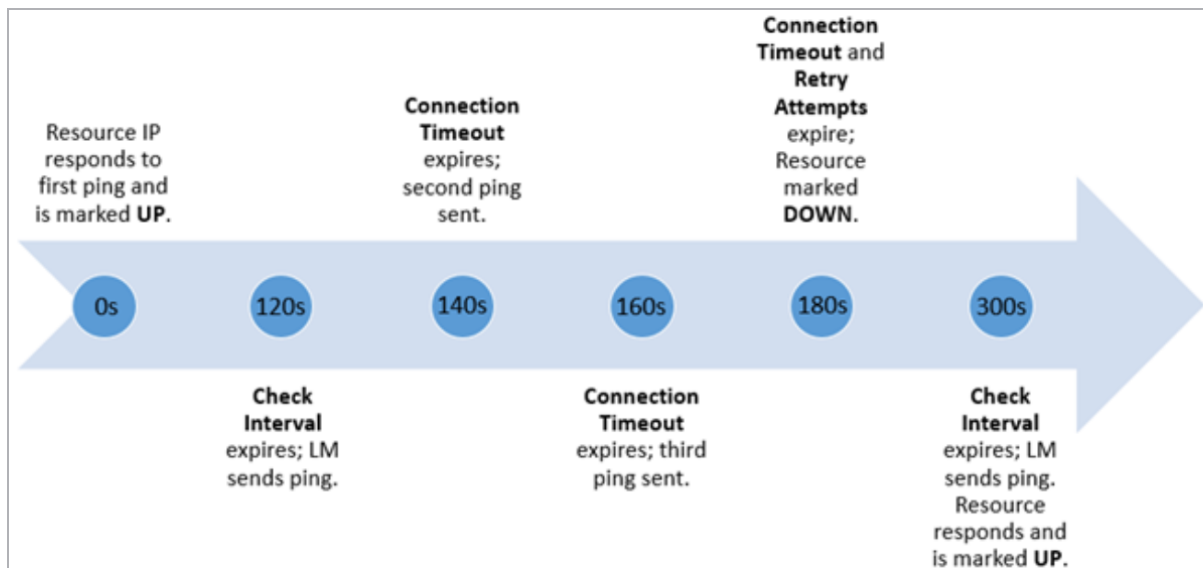 Resource IP
responds to
first ping and
is marked UP.
Connection
Timeout
expires;
second ping
sent.
Connection
Timeout and
Retry
Attempts
expire;
Resource
marked
DOWN.
0s
120s
140s
160s
180s
300s
Check
Interval
expires; LM
sends ping.
Connection
Timeout
expires; third
ping sent.
Check
Interval
expires; LM
sends ping.
Resource
responds and
is marked UP.